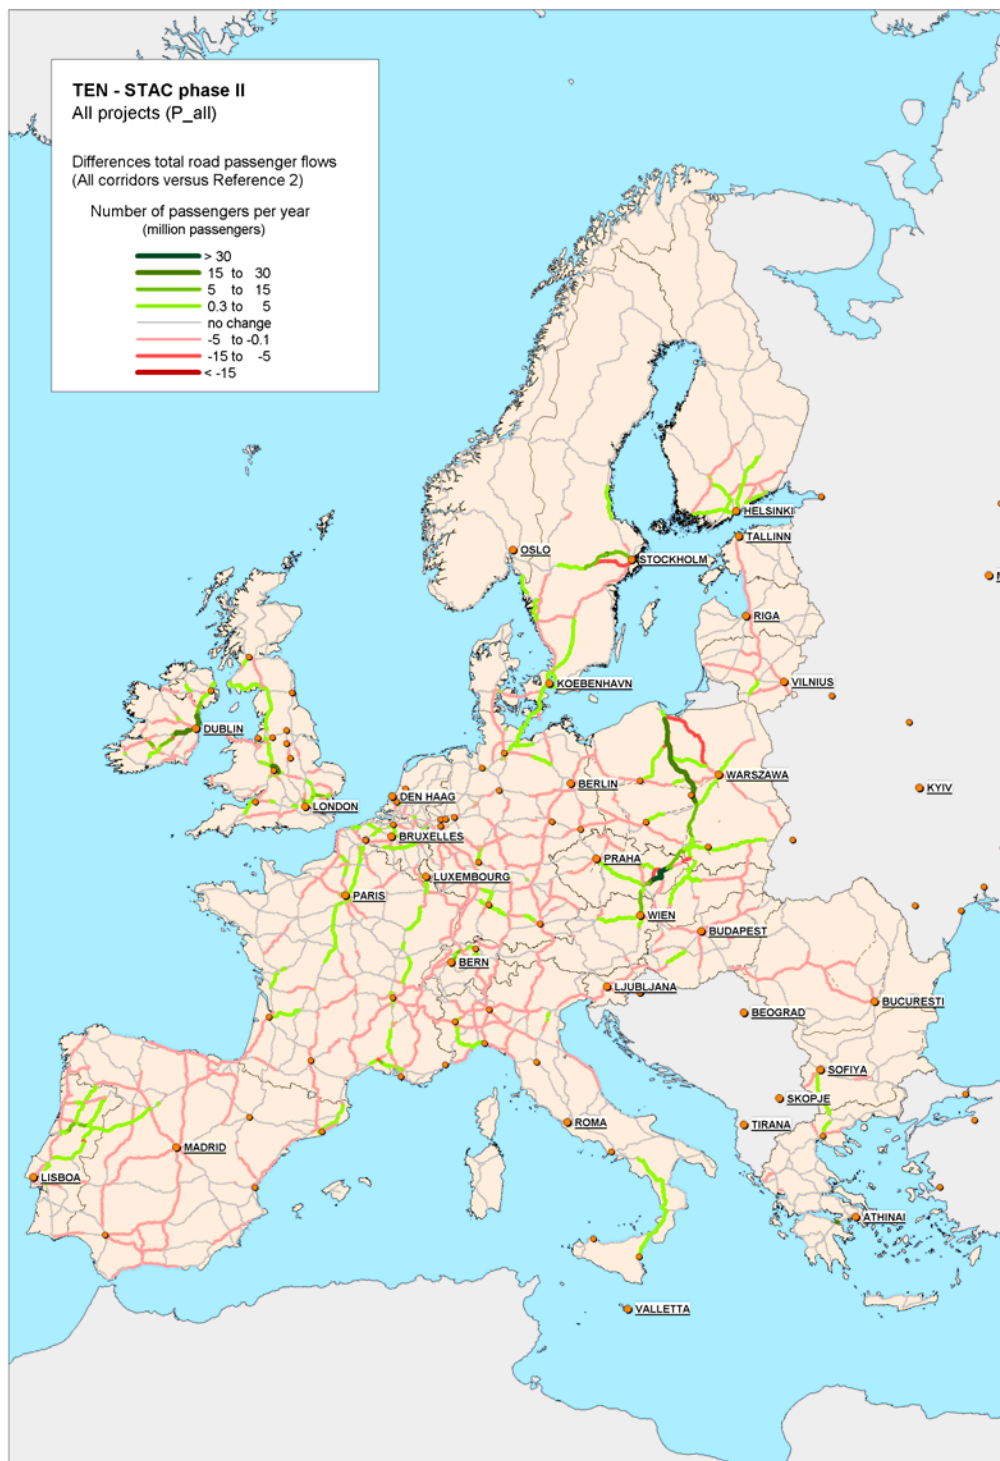 TEN - STAC phase II
All projects (P_all)
Differences total road passenger flows
(All corridors versus Reference 2)
Number of passengers per year
(million passengers)
> 30
15 to 30
5 to 15
0.3 to 5
no change
-5 to -0.1
-15 to -5
< -15
HELSINKI
TALLINN
OSLO
STOCKHOLM
RIGA
VILNIUS
KOEBENHAVN
DUBLIN
WARSZAWA
BERLIN
KYIV
DEN HAAG
LONDON
BRUXELLES
PRAHA
LUXEMBOURG
PARIS
WIEN
BUDAPEST
BERN
LJUBLJANA
BUCURESTI
BEOGRAD
SOFIYA
SKOPJE
ROMA
TIRANA
MADRID
LISBOA
ATHINAI
VALLETTA